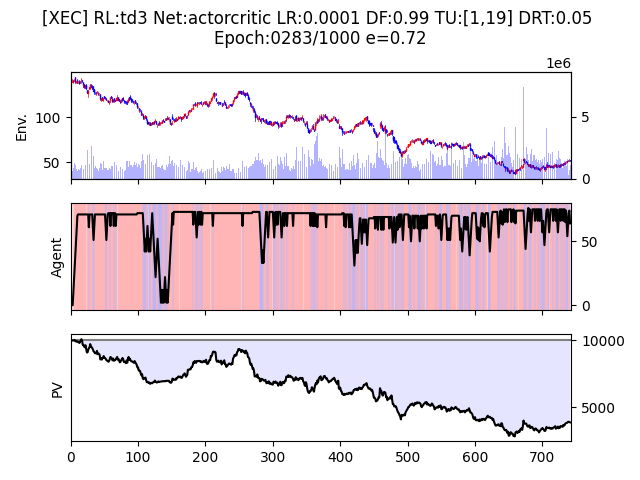 [XEC] RL:td3 Net:actorcritic LR:0.0001 DF:0.99 TU:[1,19] DRT:0.05
Epoch:0283/1000 e=0.72
1e6
Env.
100
50
5
0
Agent
50
0
PV
10000
5000
0 100 200 300 400 500 600 700